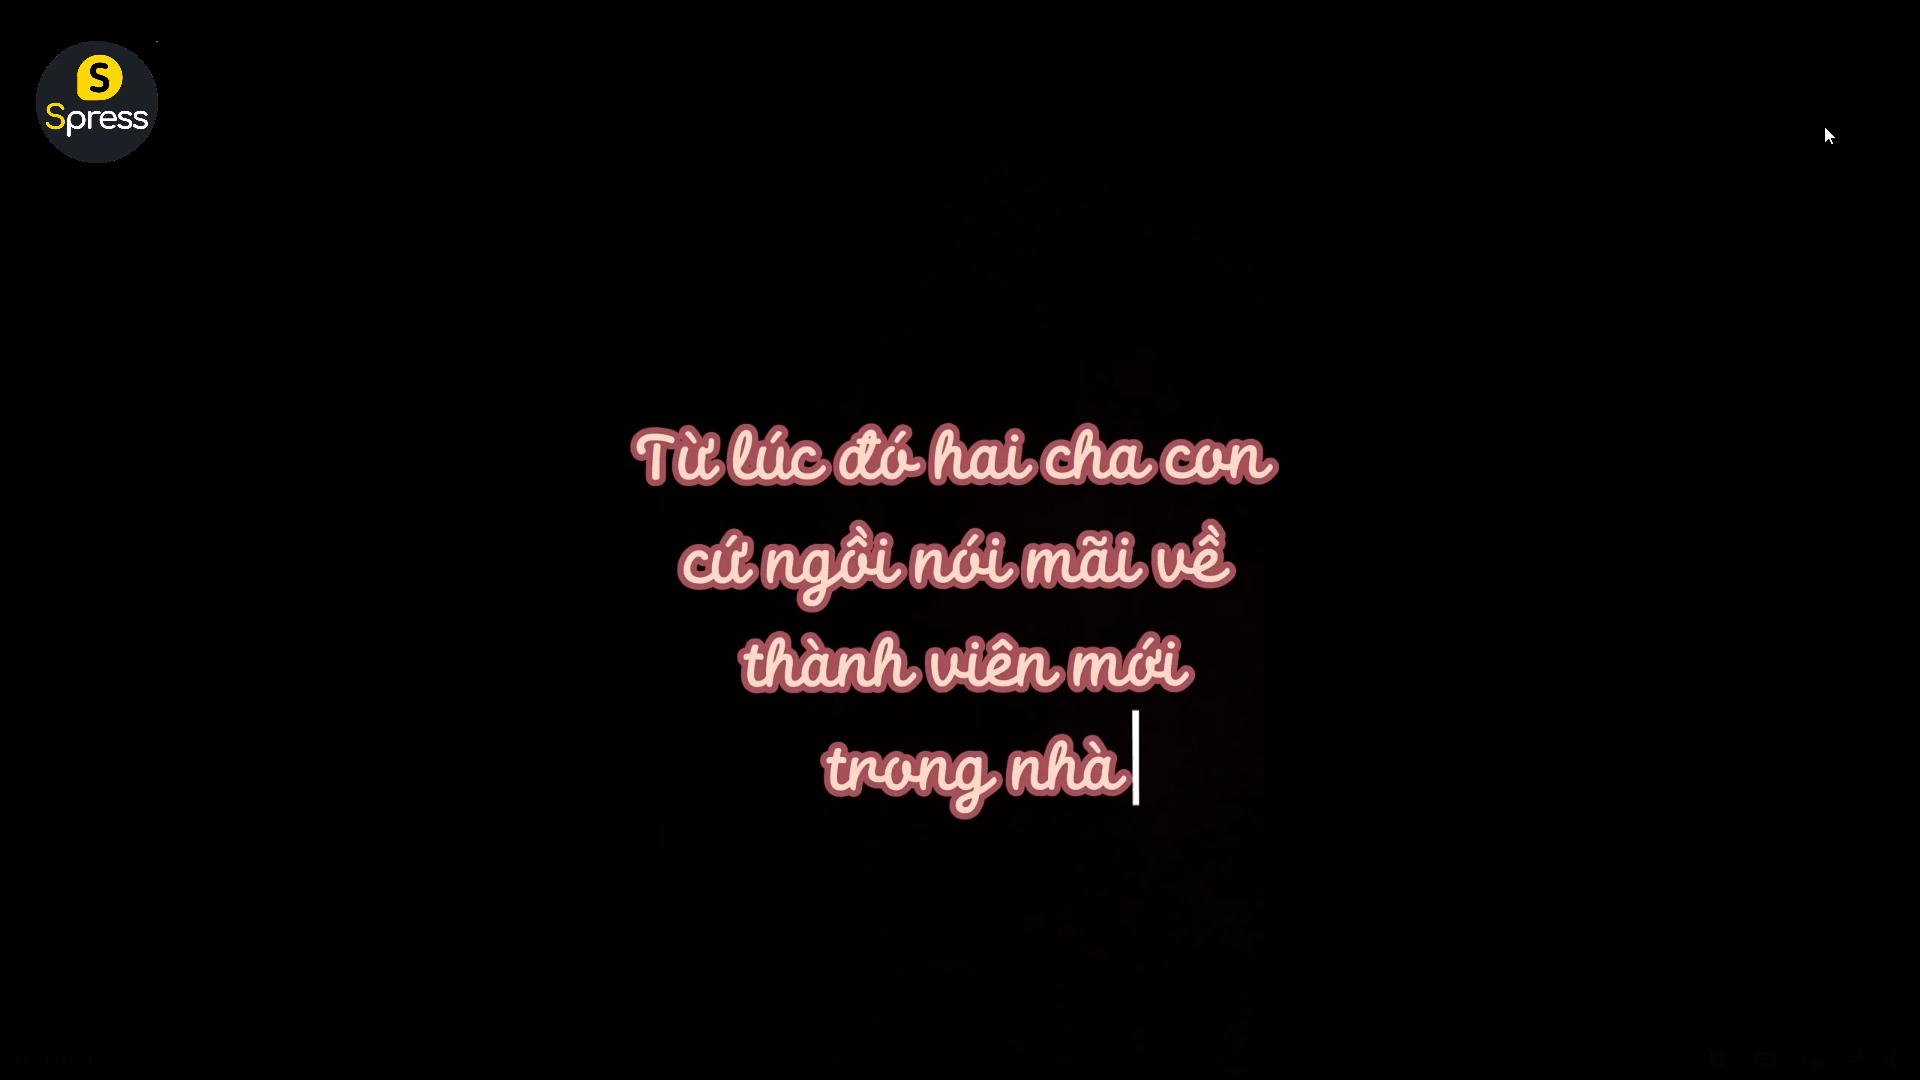 S
Spress
Từ lúc đó hai cha con
cứ ngồi nói mãi về
thành viên mới
trong nhà